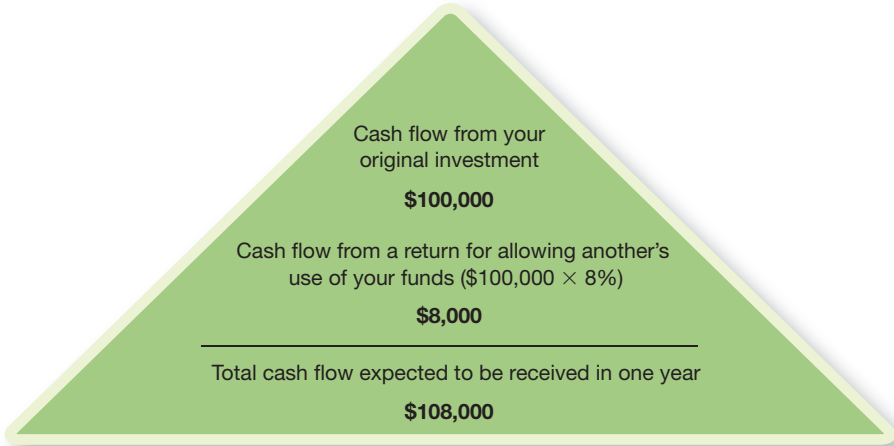 Cash flow from your
original investment
$100,000
Cash flow from a return for allowing another’s
use of your funds ($100,000 × 8%)
$8,000
Total cash flow expected to be received in one year
$108,000